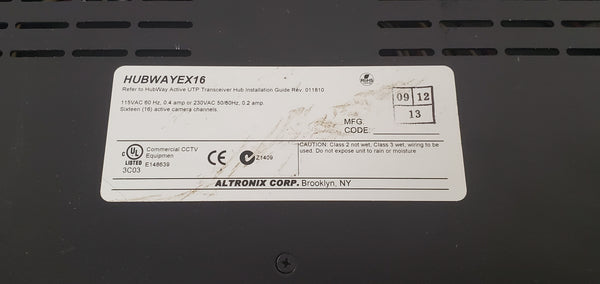 HUBWAYEX16
Refer to HubWay Active UTP Transceiver Hub Installation Guide Rev. 011810
115VAC 60 Hz, 0.4 amp or 230VAC 50/60Hz, 0.2 amp.
Sixteen (16) active camera channels.
RoHS
09 12
13
MFG.
CODE:
UL
LISTED
3C03
Commercial CCTV
Equipmen
E148639
CE
Z1409
CAUTION: Class 2 not wet, Class 3 wet, wiring to be
used. Do not expose unit to rain or moisture
ALTRONIX CORP. Brooklyn, NY